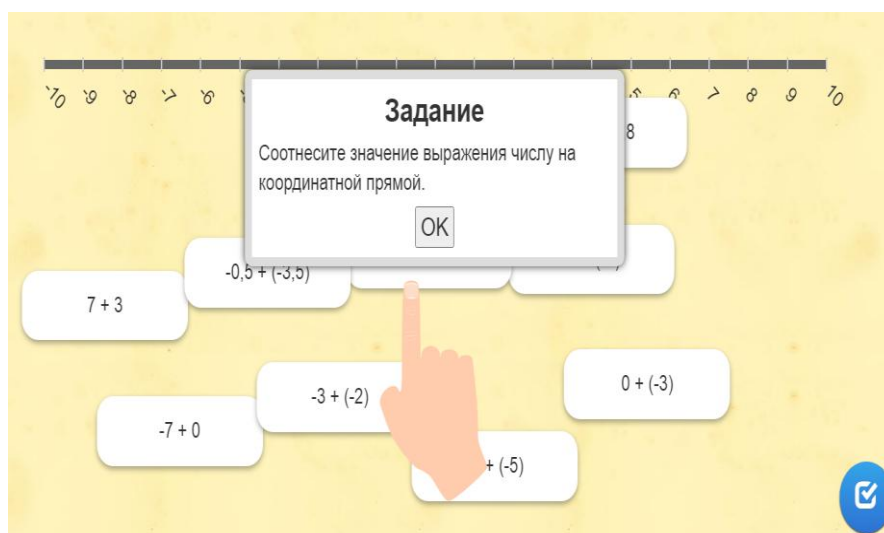 -10 -9 -8 -7 -6 5 6 7 8 9 10
Задание
Соотнесите значение выражения числу на
координатной прямой.
OK
8
-0,5 + (-3,5)
7 + 3
-3 + (-2)
0 + (-3)
-7 + 0
+ (-5)